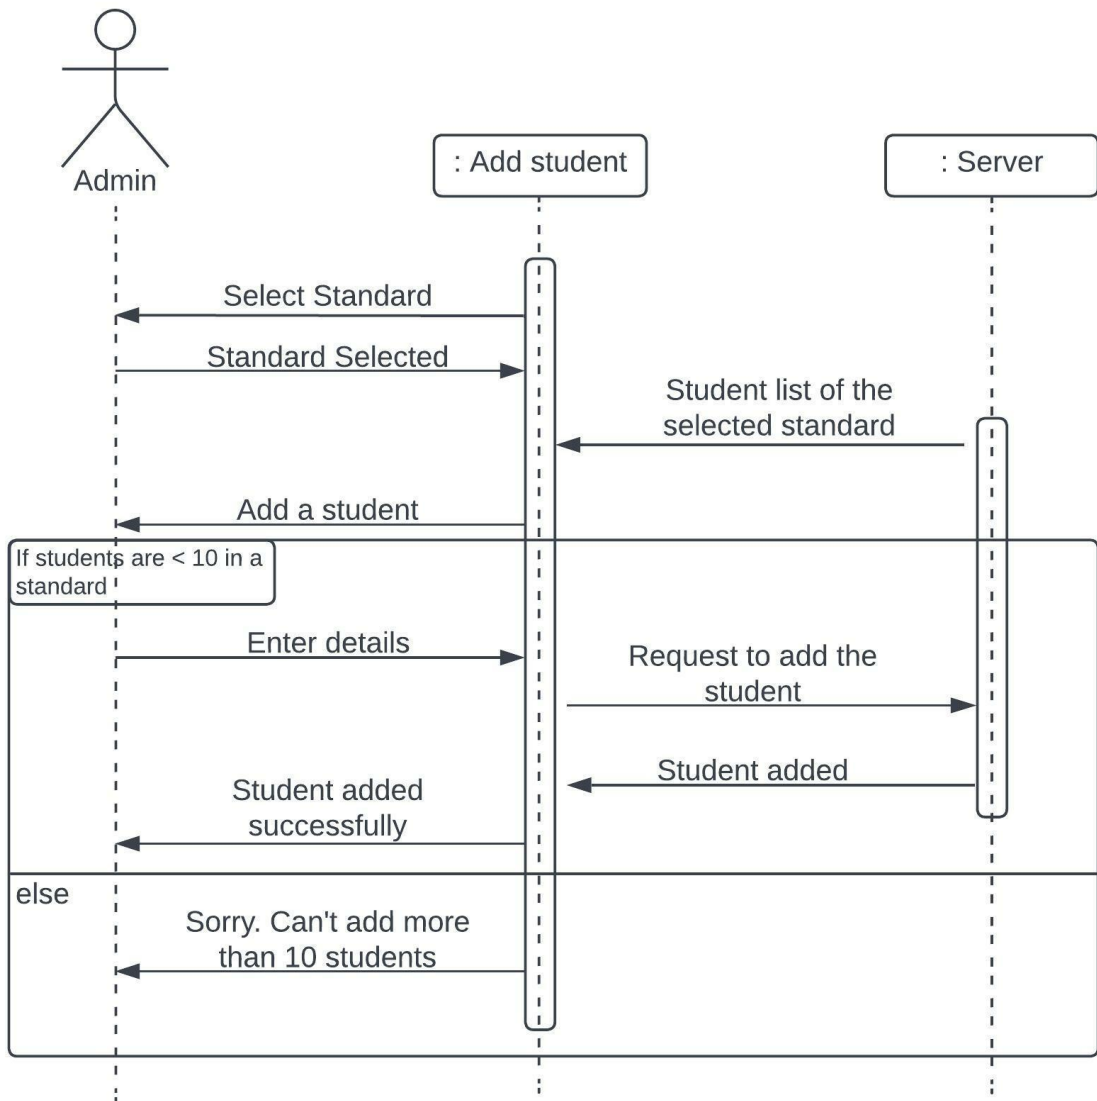 Admin
: Add student
: Server
Select Standard
Standard Selected
Student list of the
selected standard
Add a student
If students are < 10 in a
standard
Enter details
Request to add the
student
Student added
Student added
successfully
else
Sorry. Can't add more
than 10 students